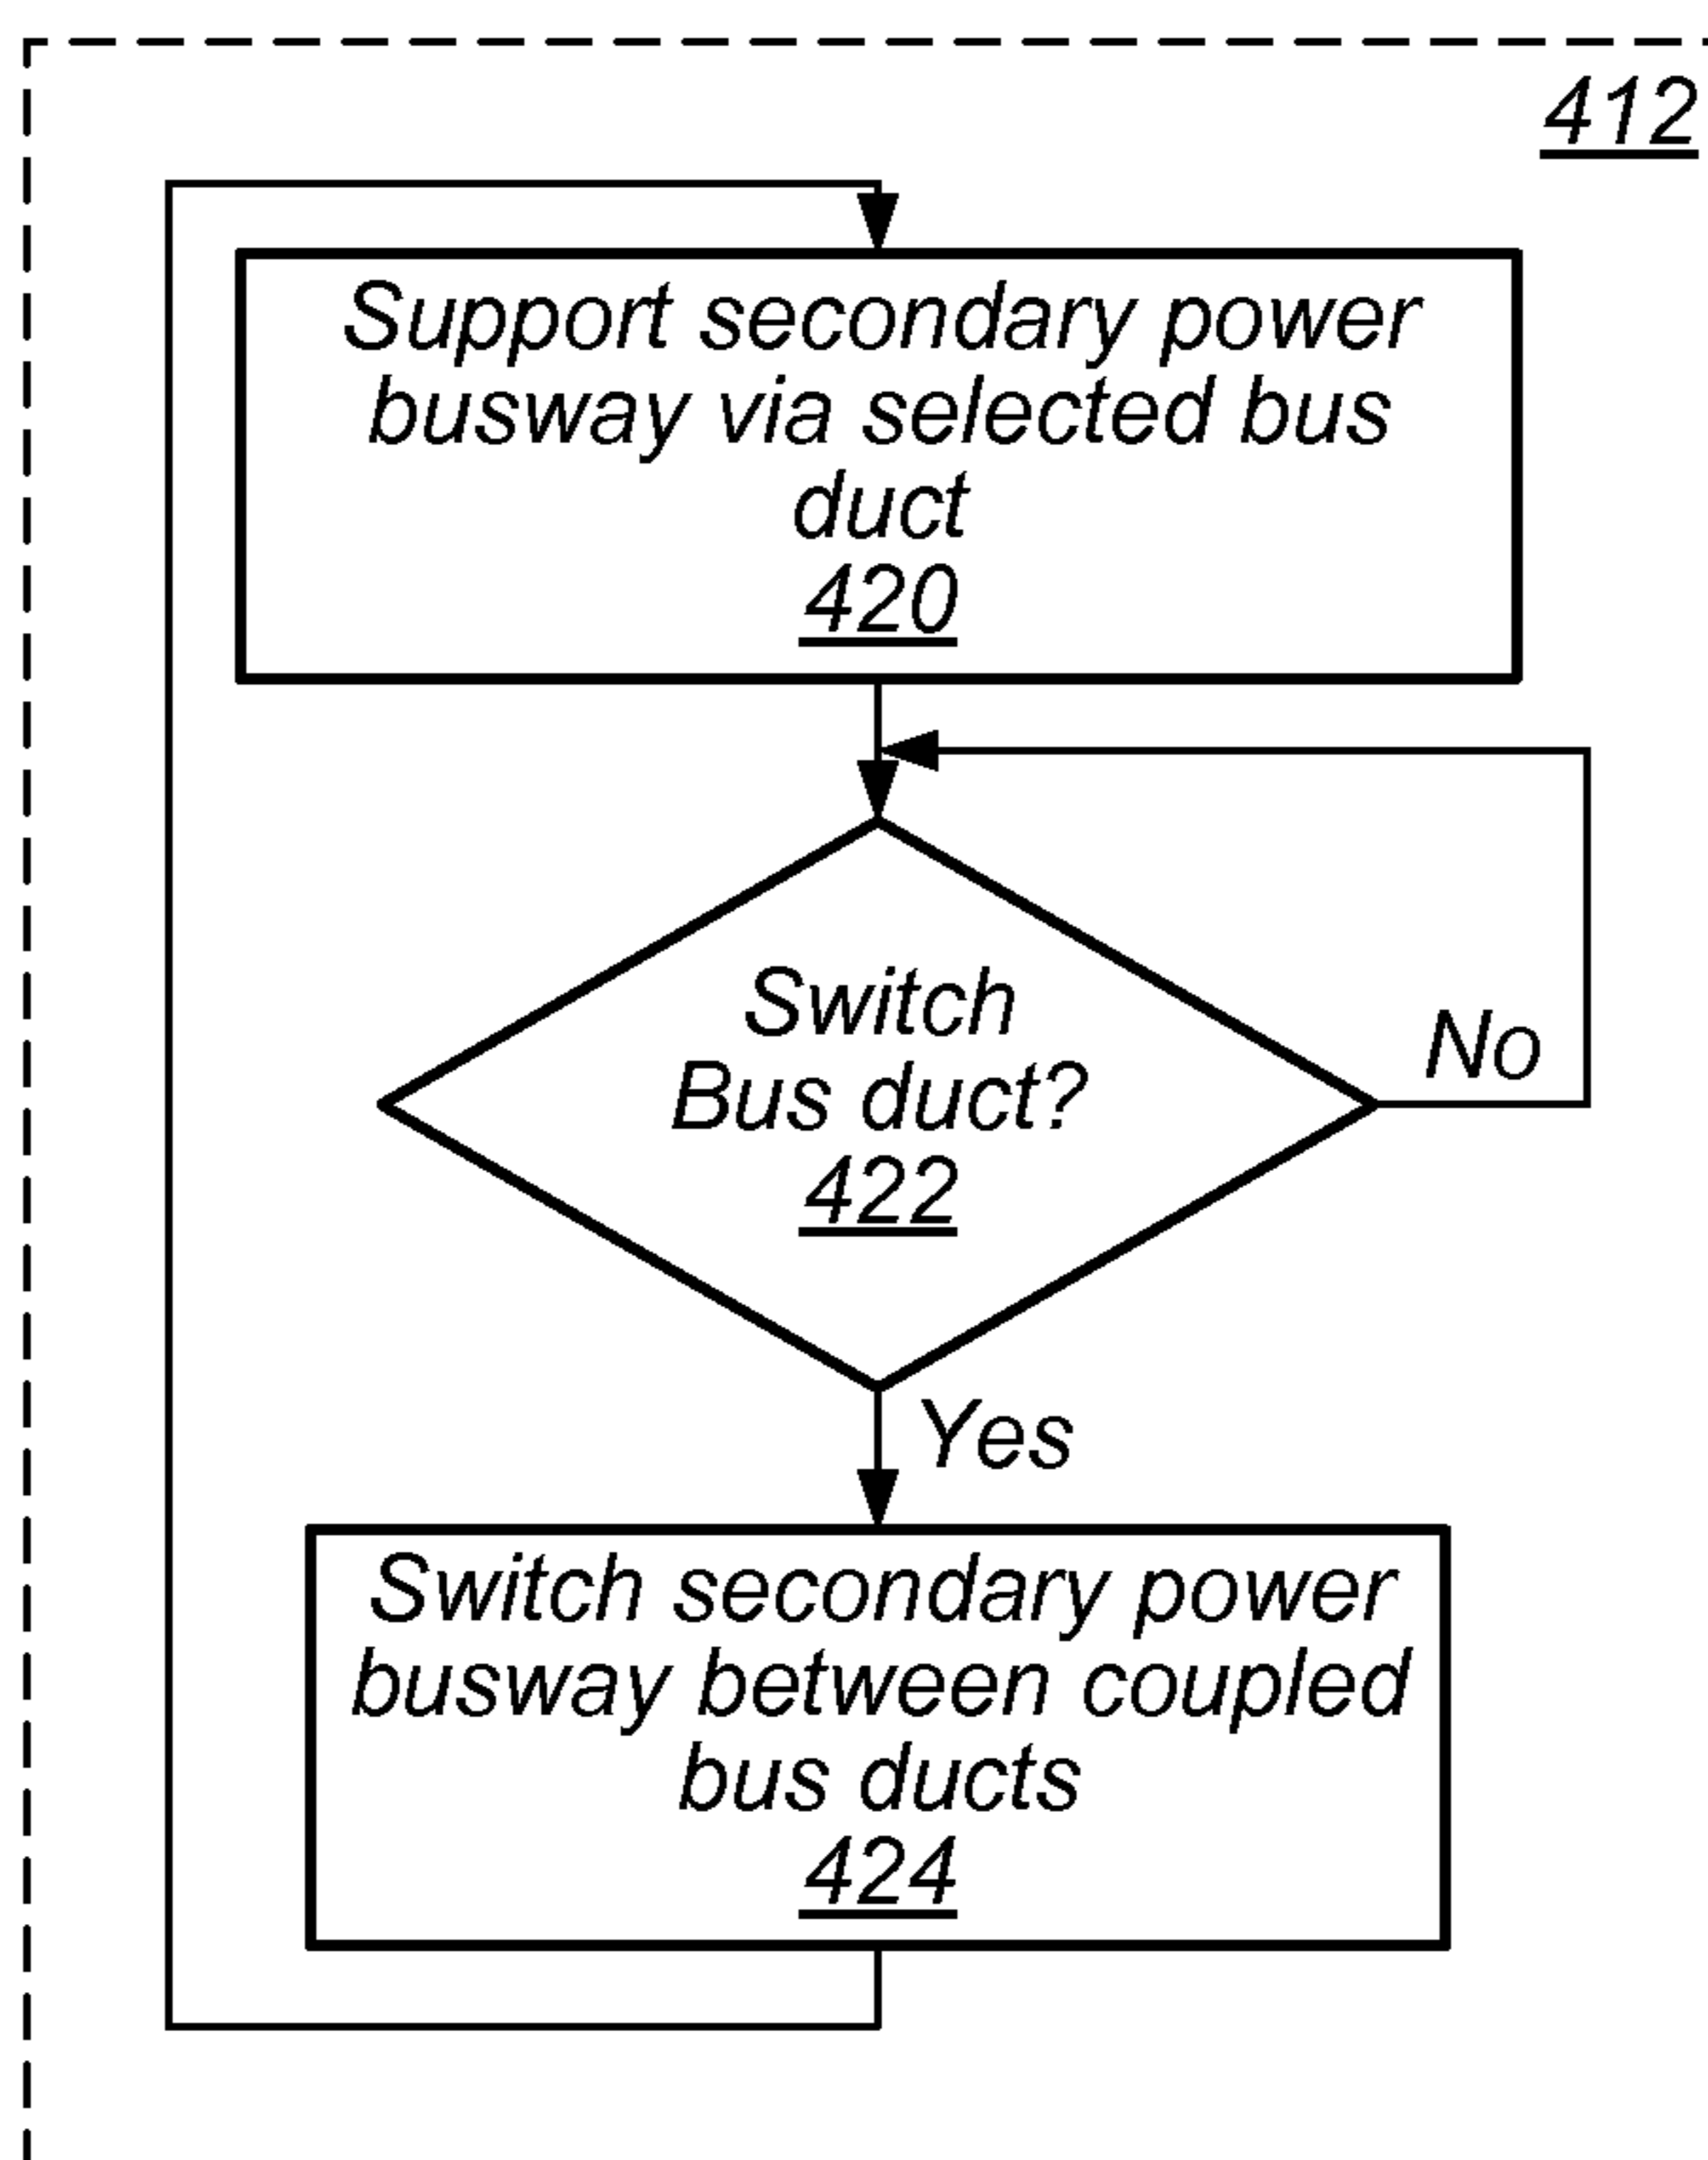 412
Support secondary power
busway via selected bus
duct
420
Switch
Bus duct?
422
No
Yes
Switch secondary power
busway between coupled
bus ducts
424